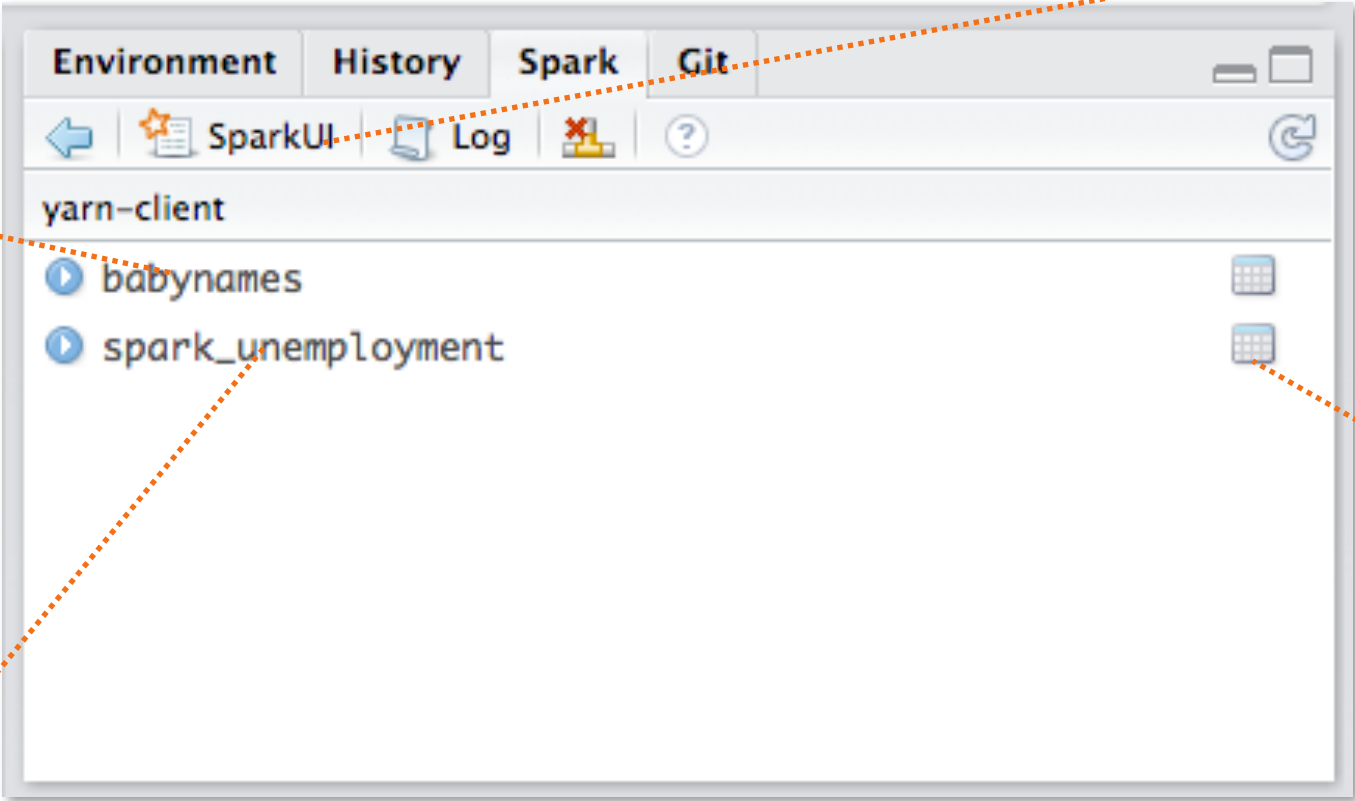 Environment History Spark Git
SparkUI Log ?
yarn-client
babynames
spark_unemployment